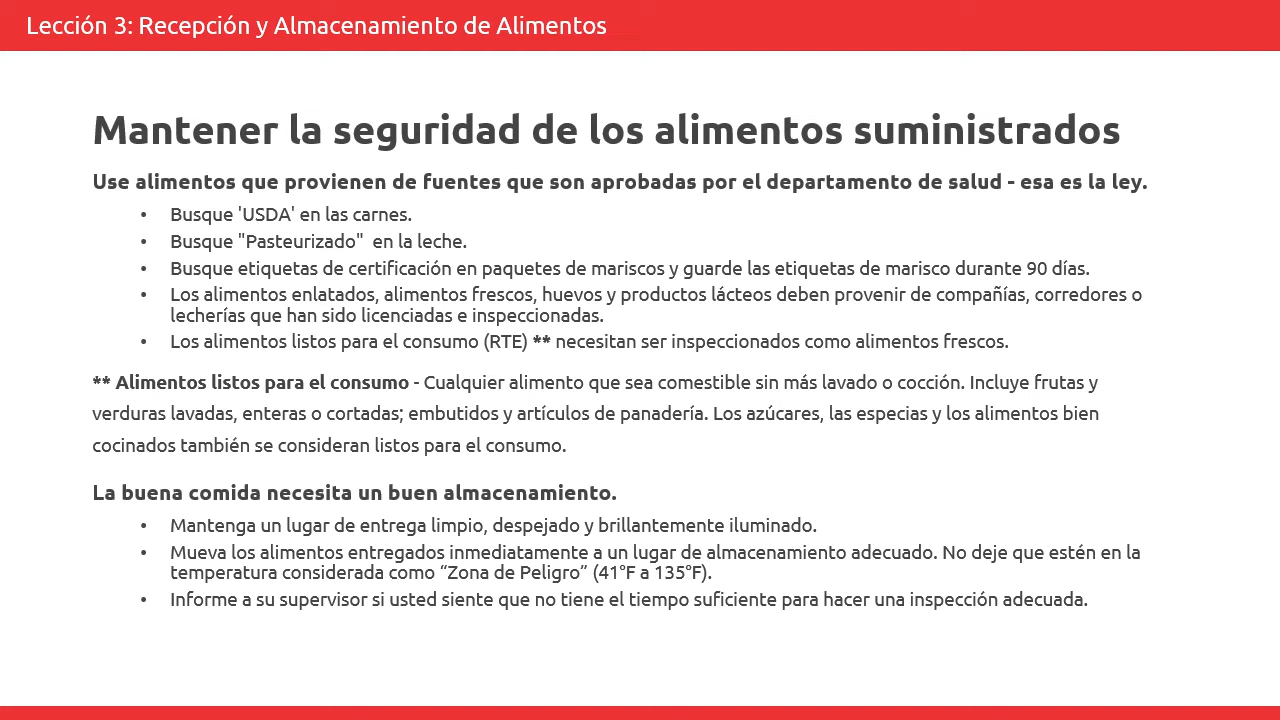 Lección 3: Recepción y Almacenamiento de Alimentos
Mantener la seguridad de los alimentos suministrados
Use alimentos que provienen de fuentes que son aprobadas por el departamento de salud - esa es la ley.
• Busque 'USDA' en las carnes.
• Busque "Pasteurizado"  en la leche.
• Busque etiquetas de certificación en paquetes de mariscos y guarde las etiquetas de marisco durante 90 días.
• Los alimentos enlatados, alimentos frescos, huevos y productos lácteos deben provenir de compañías, corredores o
lecherías que han sido licenciadas e inspeccionadas.
• Los alimentos listos para el consumo (RTE) ** necesitan ser inspeccionados como alimentos frescos.
** Alimentos listos para el consumo - Cualquier alimento que sea comestible sin más lavado o cocción. Incluye frutas y
verduras lavadas, enteras o cortadas; embutidos y artículos de panadería. Los azúcares, las especias y los alimentos bien
cocinados también se consideran listos para el consumo.
La buena comida necesita un buen almacenamiento.
• Mantenga un lugar de entrega limpio, despejado y brillantemente iluminado.
• Mueva los alimentos entregados inmediatamente a un lugar de almacenamiento adecuado. No deje que estén en la
temperatura considerada como “Zona de Peligro” (41°F a 135°F).
• Informe a su supervisor si usted siente que no tiene el tiempo suficiente para hacer una inspección adecuada.